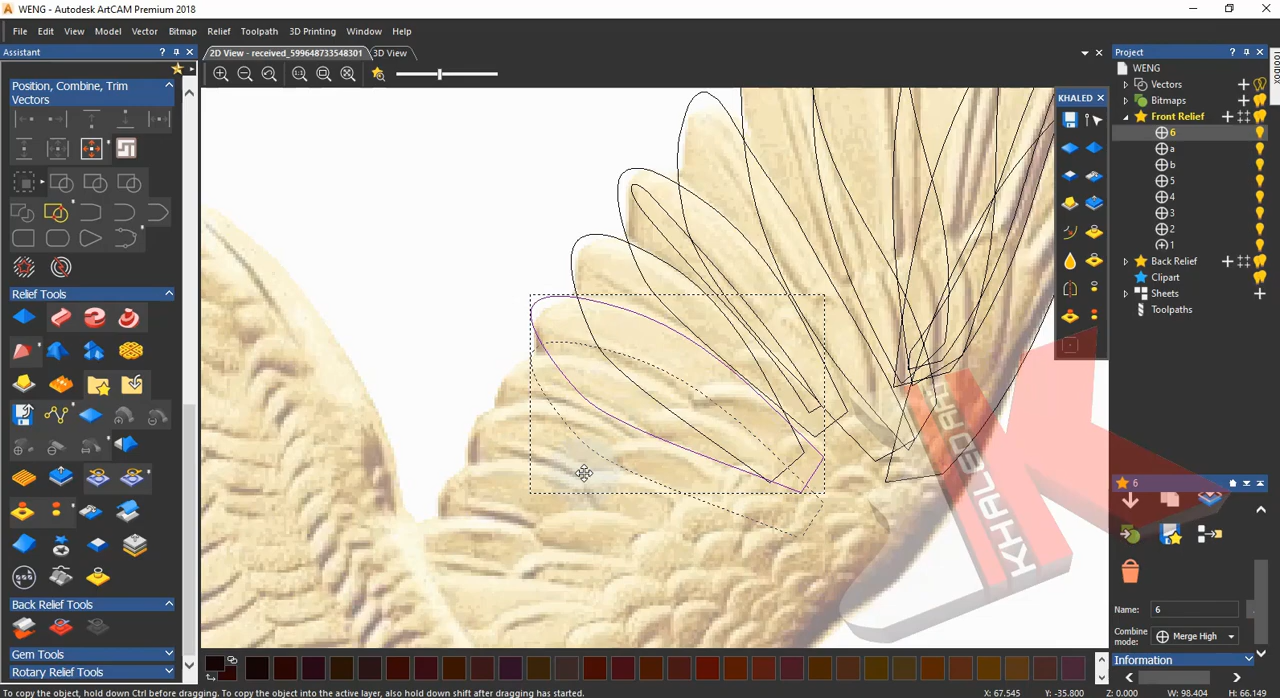 WENG - Autodesk ArtCAM Premium 2018
File Edit View Model Vector Bitmap Relief Toolpath 3D Printing Window Help
Assistant
2D View - received_599648733548301
3D View
Project
Toolbox
Position, Combine, Trim
Vectors
KHALED
WENG
Vectors
Bitmaps
Front Relief
6
a
b
5
4
3
2
1
Back Relief
Clipart
Sheets
Toolpaths
Relief Tools
KHALEDART
6
Back Relief Tools
Gem Tools
Rotary Relief Tools
Name: 6
Combine
mode: Merge High
Information
To copy the object, hold down Ctrl before dragging. To copy the object into the active layer, also hold down shift after dragging has started.
X: 67.545 Y: -35.800 Z: 0.000 W: 98.404 H: 66.149